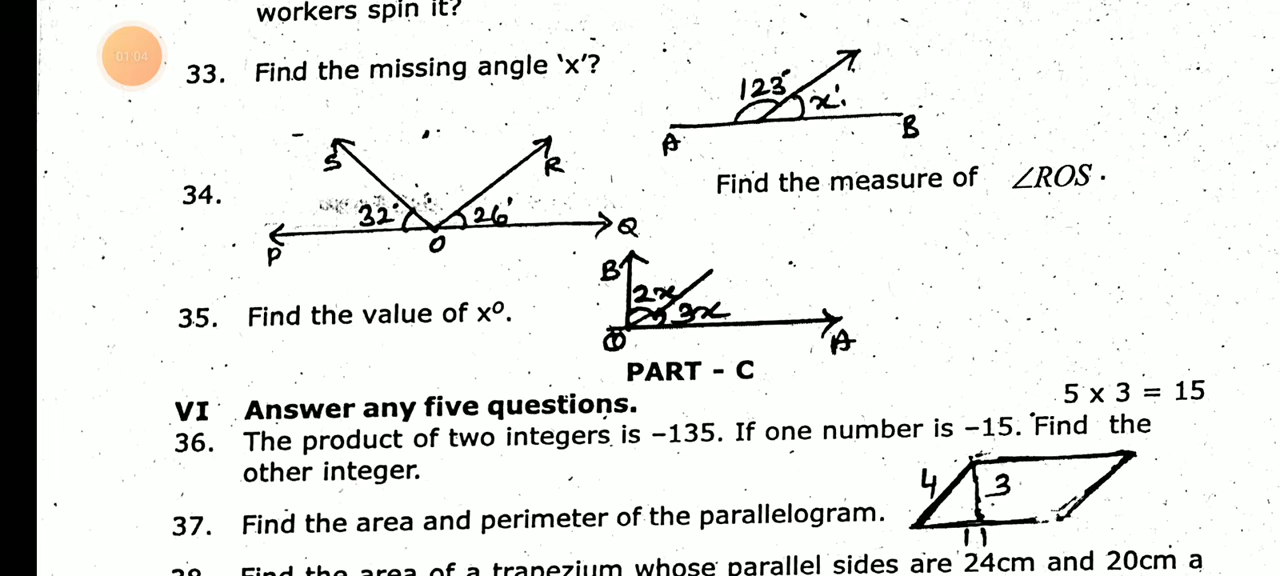 workers spin it?
01:04
33. Find the missing angle ‘x’?
123°
x°
A
B
S
R
34.
32°
26°
P
O
Q
Find the measure of ∠ROS.
35. Find the value of xº.
B
2x
3x
O
A
PART - C
5 x 3 = 15
VI Answer any five questions.
36. The product of two integers is –135. If one number is –15. Find the
other integer.
4
3
37. Find the area and perimeter of the parallelogram.
11
Find the area of a trapezium whose parallel sides are 24cm and 20cm a